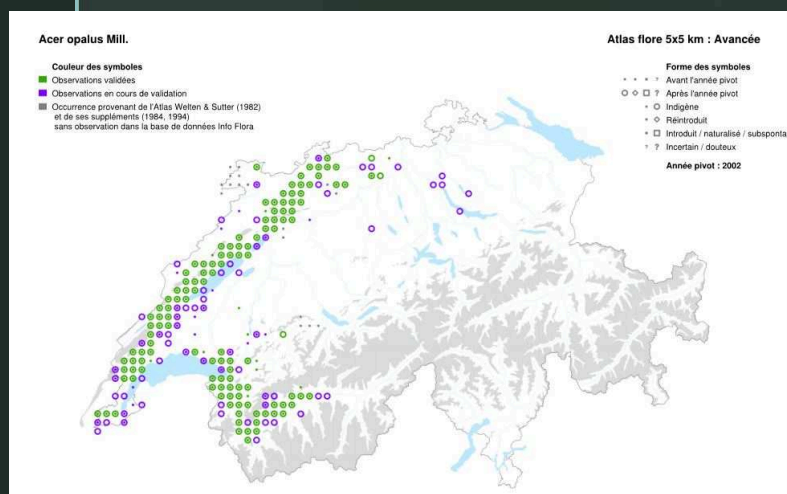 Acer opalus Mill.
Atlas flore 5x5 km : Avancée
Couleur des symboles
Observations validées
Observations en cours de validation
Occurrence provenant de l'Atlas Welten & Sutter (1982)
et de ses suppléments (1984, 1994)
sans observation dans la base de données Info Flora
Forme des symboles
? Avant l'année pivot
? Après l'année pivot
Indigène
Réintroduit
Introduit / naturalisé / subsponta
? ? Incertain / douteux
Année pivot : 2002